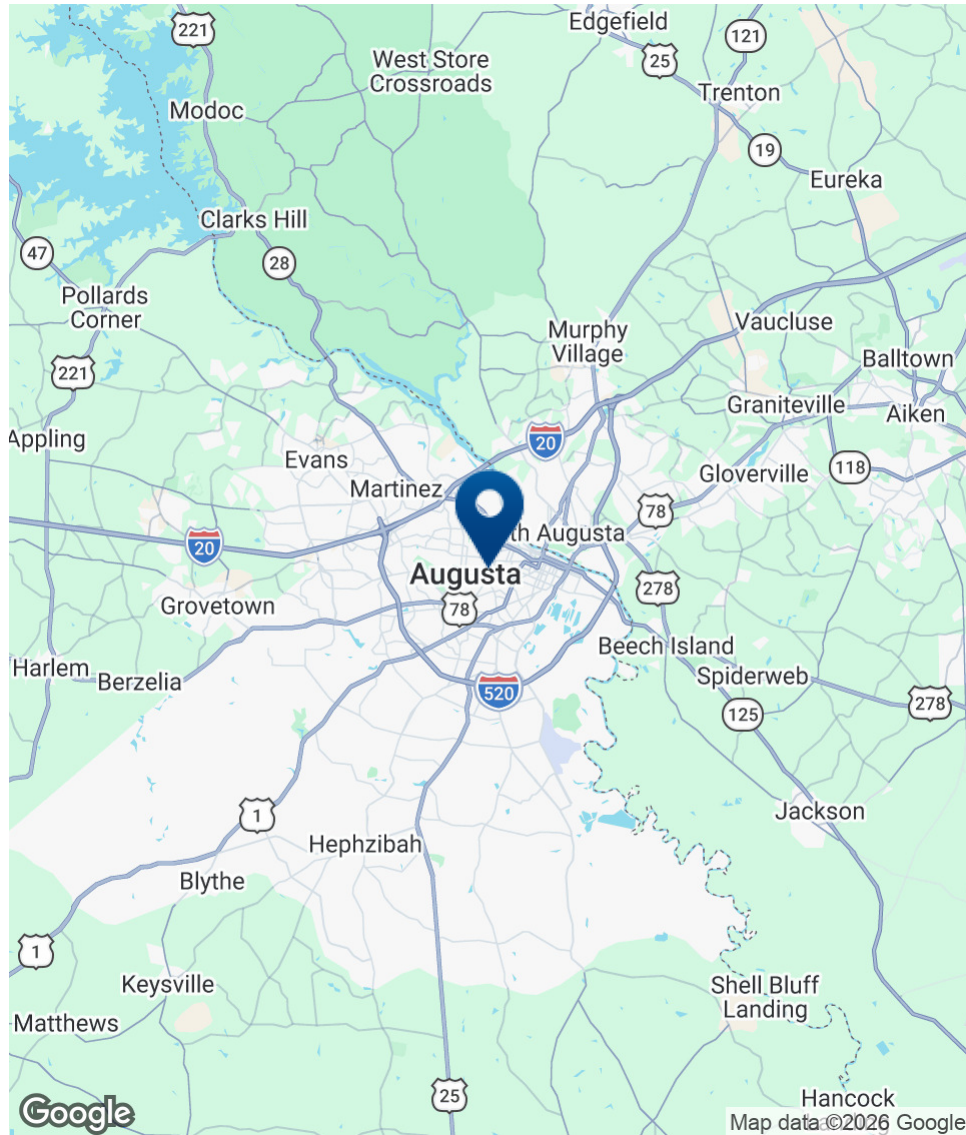 Edgefield
221
121
West Store
Crossroads
25
Trenton
Modoc
19
Eureka
Clarks Hill
47
28
Pollards
Corner
Murphy
Village
Vaucluse
Balltown
221
Graniteville
Aiken
Appling
20
Evans
118
Gloverville
Martinez
78
th Augusta
20
Augusta
278
Grovetown
78
Beech Island
Harlem
Berzelia
Spiderweb
520
278
125
1
Jackson
Hephzibah
Blythe
1
Keysville
Shell Bluff
Landing
Matthews
25
Hancock
Google
Map data ©2026 Google